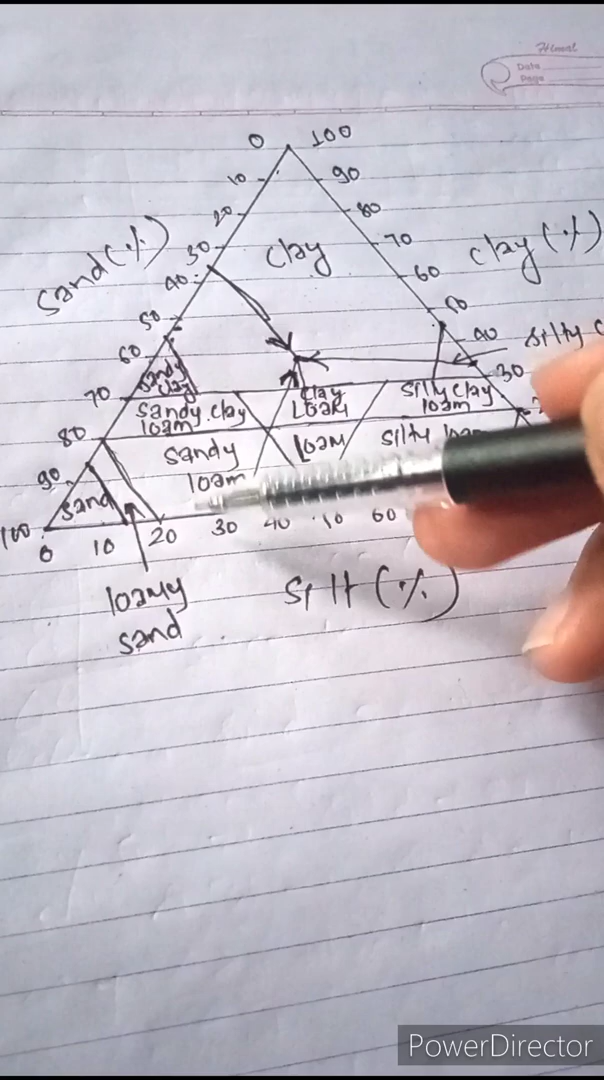 Himal
Date
Page
0 100
10 90
20 80
30 70
Clay
Sand (%) Clay (%)
40 60
50
60 40
Sandy clay
Silty C
30
70
Sandy clay loam
Clay Loam
Silty Clay loam
80
Sandy loam
loam
Silty loam
90
Sand
100
0 10 20 30 40 60
loamy sand
Silt (%)
PowerDirector